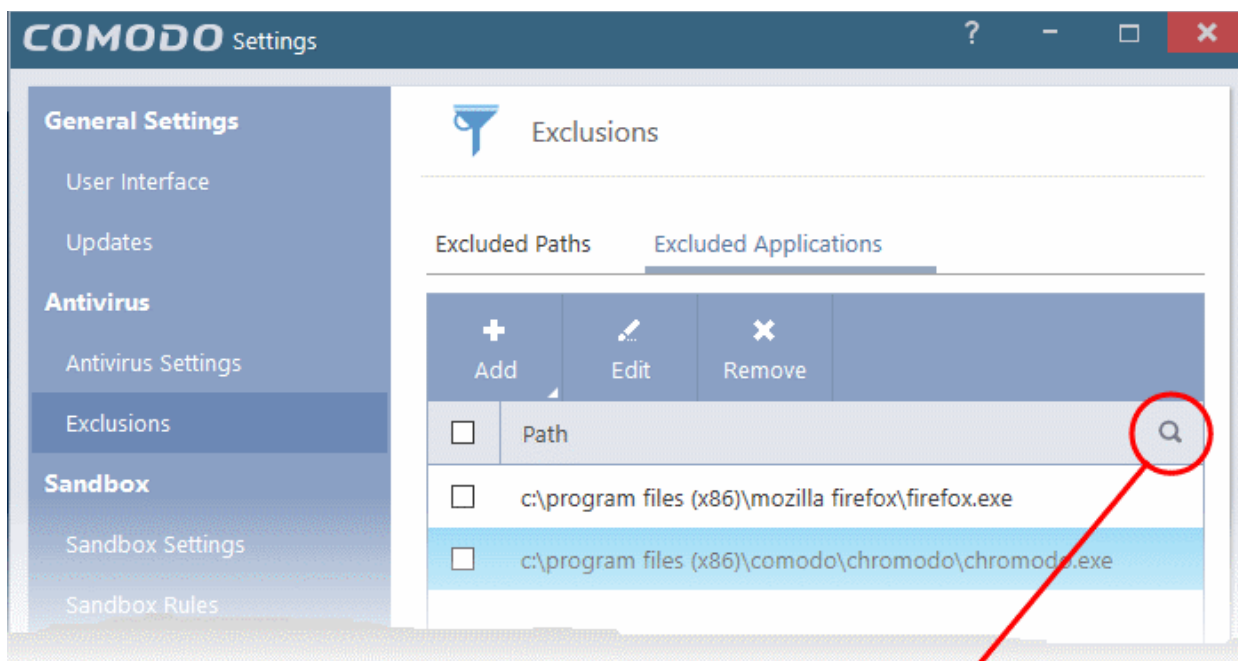 COMODO Settings
?
General Settings
User Interface
Updates
Antivirus
Antivirus Settings
Exclusions
Sandbox
Sandbox Settings
Sandbox Rules
Exclusions
Excluded Paths Excluded Applications
Add Edit Remove
Path
c:\program files (x86)\mozilla firefox\firefox.exe
c:\program files (x86)\comodo\chromodo\chromodo.exe